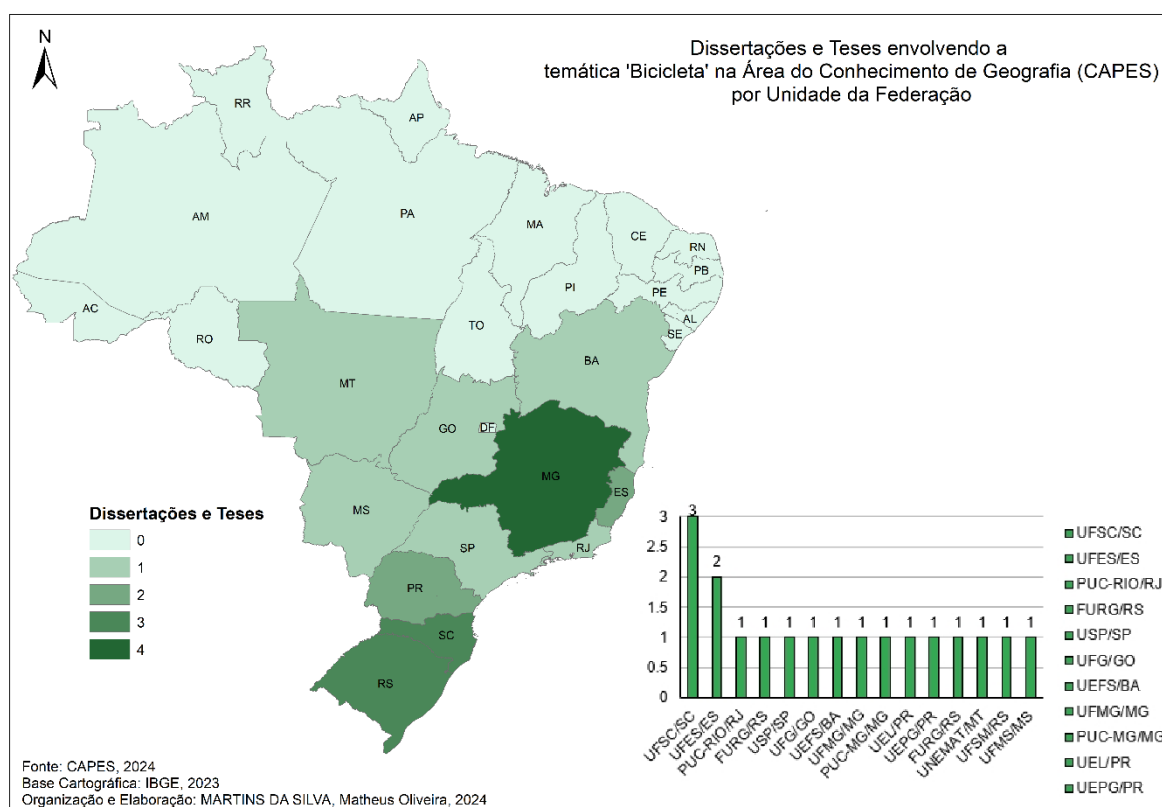 N
Dissertações e Teses envolvendo a
temática 'Bicicleta' na Área do Conhecimento de Geografia (CAPES)
por Unidade da Federação
RR
AP
AM
PA
MA
CE
RN
PB
PE
PI
AL
SE
AC
RO
TO
BA
MT
GO
DF
MG
ES
MS
SP
RJ
PR
SC
RS
Dissertações e Teses
0
1
2
3
4
3
2.5
2
1.5
1
0.5
0
3
2
1
1
1
1
1
1
1
1
1
1
1
1
1
UFSC/SC
UFES/ES
PUC-RIO/RJ
FURG/RS
USP/SP
UFG/GO
UEFS/BA
UFMG/MG
PUC-MG/MG
UEL/PR
UEPG/PR
FURG/RS
UNEMAT/MT
UFSM/RS
UFMS/MS
UFSC/SC
UFES/ES
PUC-RIO/RJ
FURG/RS
USP/SP
UFG/GO
UEFS/BA
UFMG/MG
PUC-MG/MG
UEL/PR
UEPG/PR
Fonte: CAPES, 2024
Base Cartográfica: IBGE, 2023
Organização e Elaboração: MARTINS DA SILVA, Matheus Oliveira, 2024